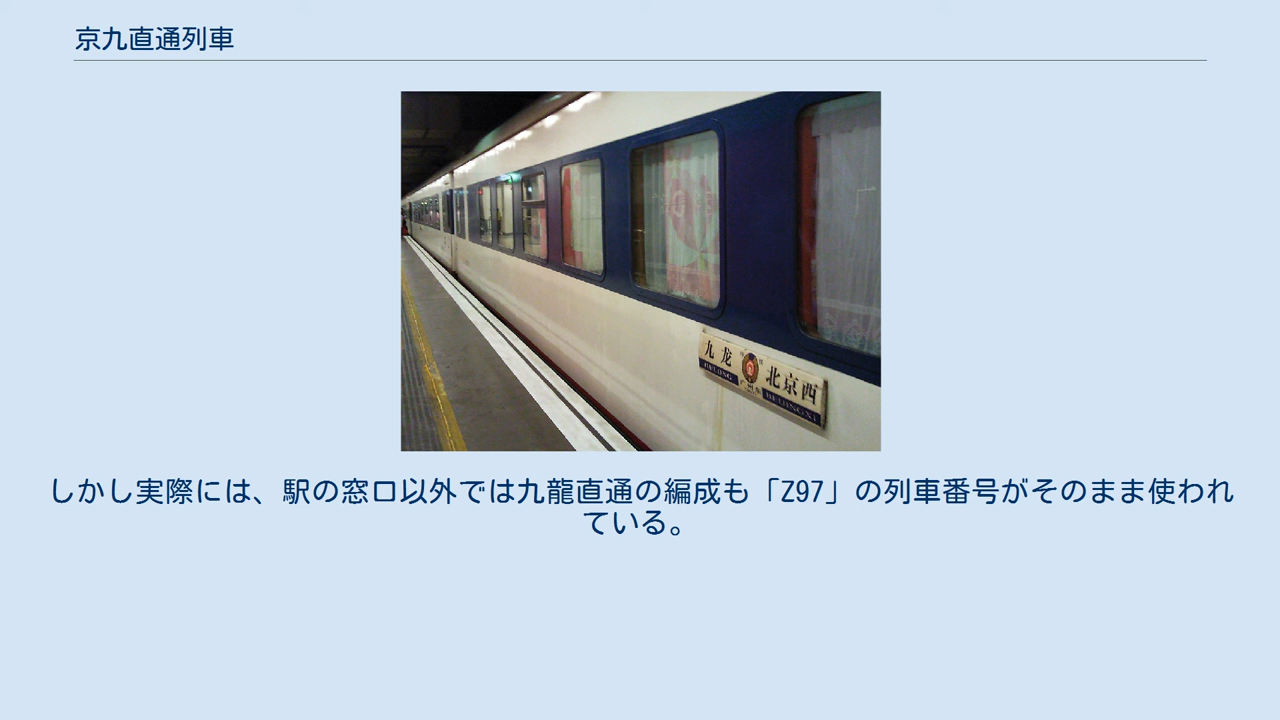 京九直通列車
九龙
北京西
BEIJINGXI
しかし実際には、駅の窓口以外では九龍直通の編成も「Z97」の列車番号がそのまま使われ
ている。